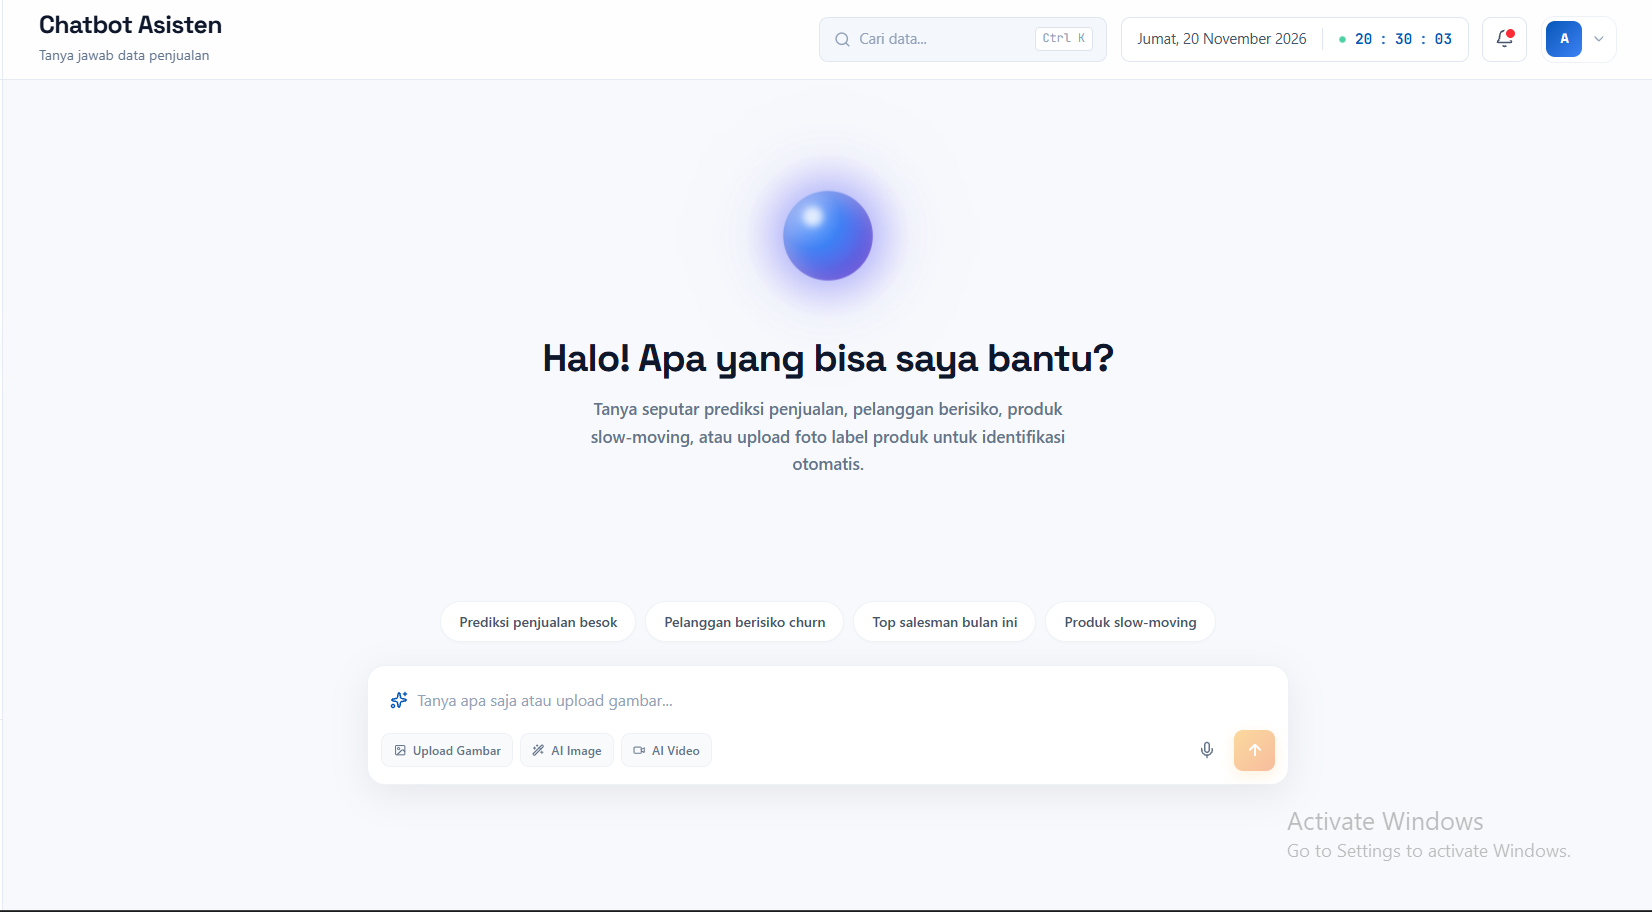 Chatbot Asisten
Tanya jawab data penjualan
Cari data...
Ctrl K
Jumat, 20 November 2026
20 : 30 : 03
A
Halo! Apa yang bisa saya bantu?
Tanya seputar prediksi penjualan, pelanggan berisiko, produk
slow-moving, atau upload foto label produk untuk identifikasi
otomatis.
Prediksi penjualan besok
Pelanggan berisiko churn
Top salesman bulan ini
Produk slow-moving
Tanya apa saja atau upload gambar...
Upload Gambar
AI Image
AI Video
Activate Windows
Go to Settings to activate Windows.